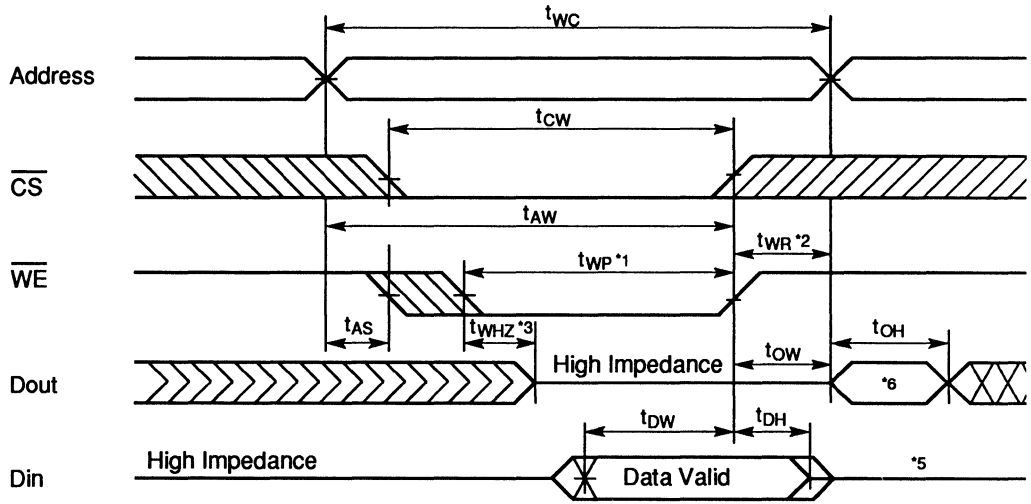 tWC
Address
tCW
CS
tAW
WE
tWP *1
tWR *2
tAS
tWHZ *3
tOH
Dout
High Impedance
tOW
*6
tDW
tDH
Din
High Impedance
Data Valid
*5